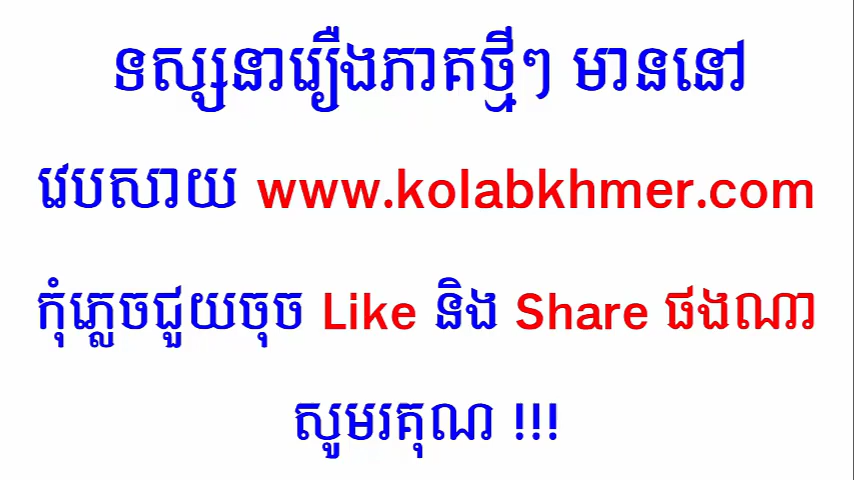 ទស្សនារឿងភាគថ្មីៗ មាននៅ
វេបសាយ www.kolabkhmer.com
កុំភ្លេចជួយចុច Like និង Share ផងណា
សូមរគុណ !!!